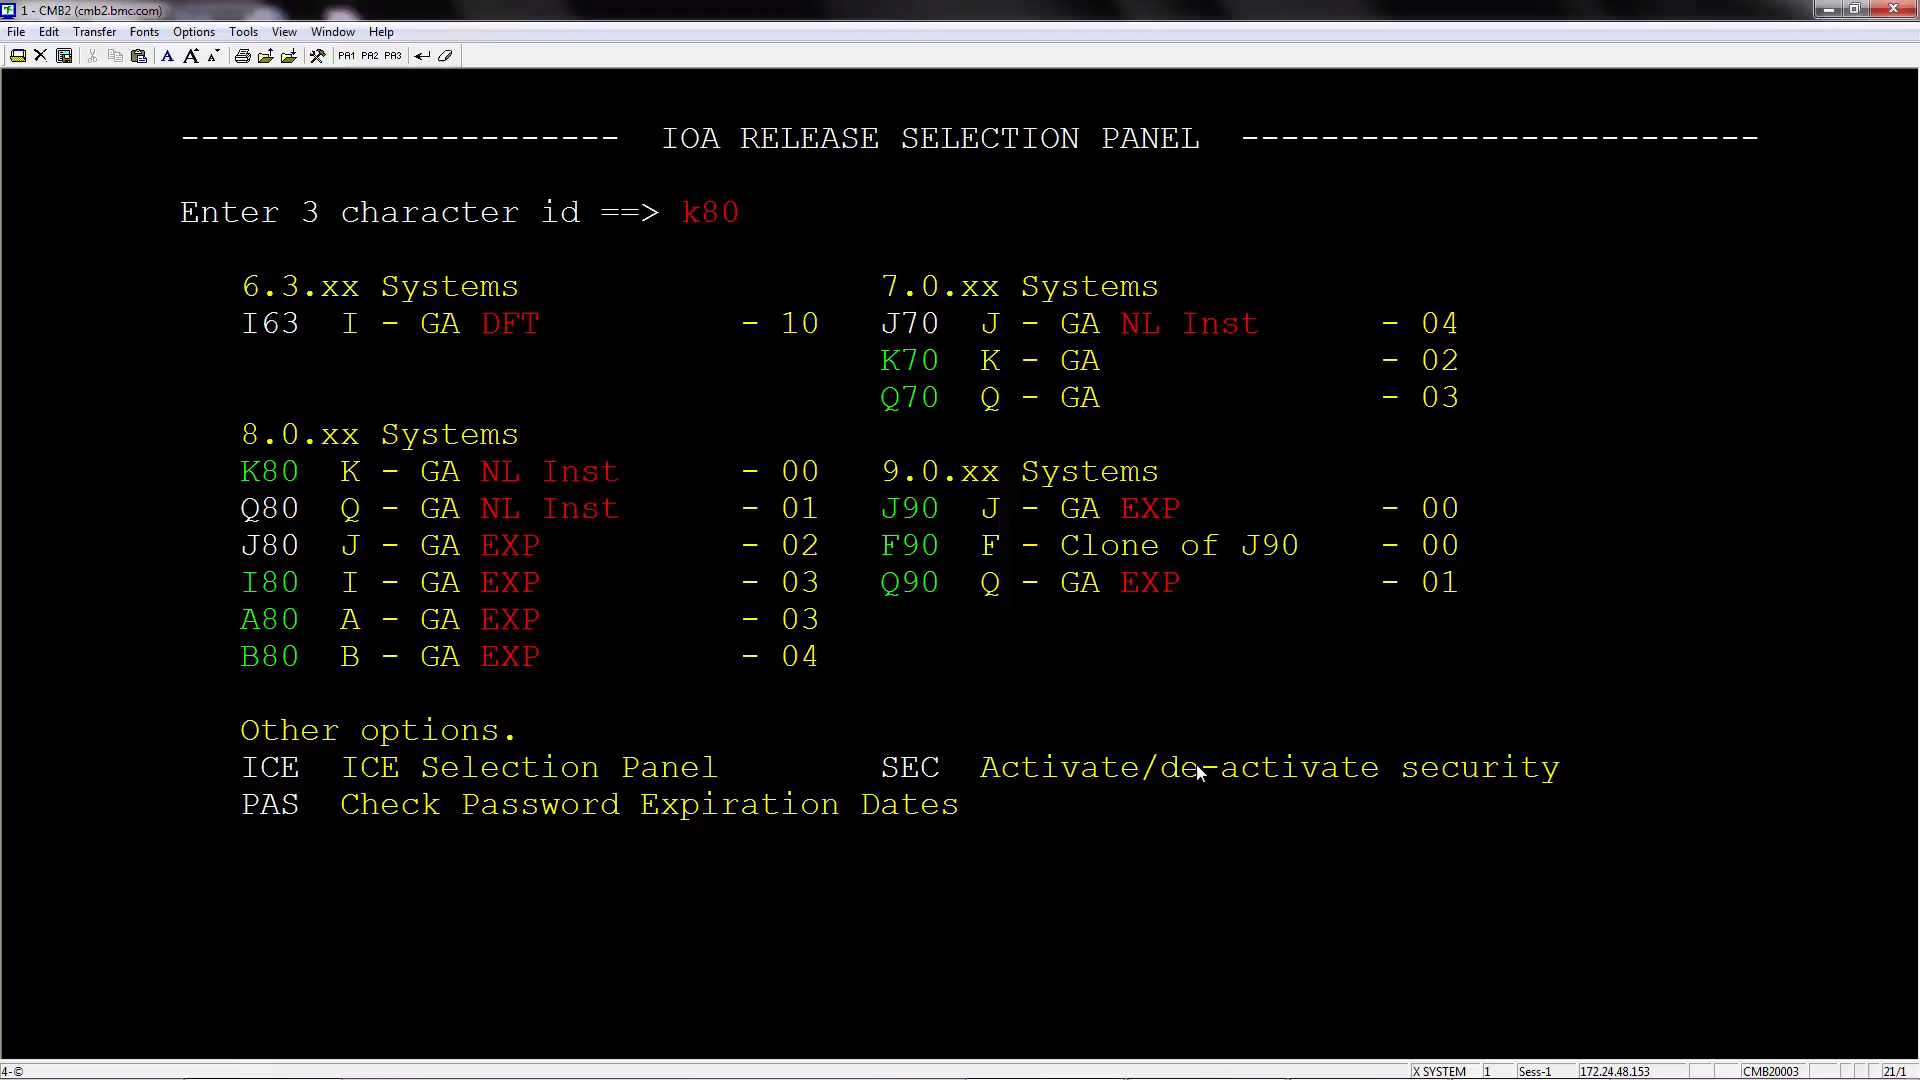 1 - CMB2 (cmb2.bmc.com)
File Edit Transfer Fonts Options Tools View Window Help
PA1 PA2 PA3
---------------------- IOA RELEASE SELECTION PANEL --------------------------
Enter 3 character id ==> k80
6.3.xx Systems 7.0.xx Systems
I63 I - GA DFT - 10 J70 J - GA NL Inst - 04
K70 K - GA - 02
Q70 Q - GA - 03
8.0.xx Systems
K80 K - GA NL Inst - 00 9.0.xx Systems
Q80 Q - GA NL Inst - 01 J90 J - GA EXP - 00
J80 J - GA EXP - 02 F90 F - Clone of J90 - 00
I80 I - GA EXP - 03 Q90 Q - GA EXP - 01
A80 A - GA EXP - 03
B80 B - GA EXP - 04
Other options.
ICE ICE Selection Panel SEC Activate/de-activate security
PAS Check Password Expiration Dates
4-© X SYSTEM 1 Sess-1 172.24.48.153 CMB20003 21/1